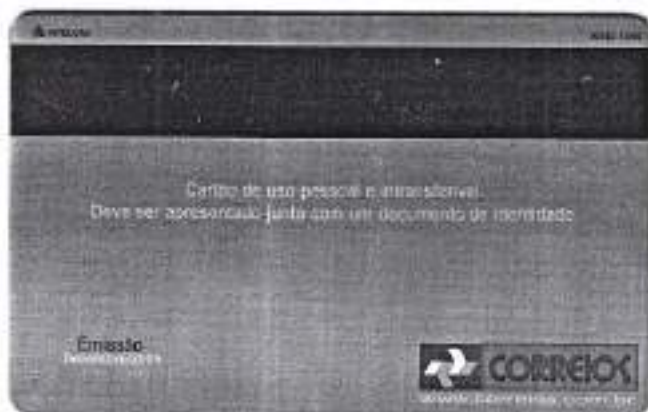 Cartão de uso pessoal e intransferível.
Deve ser apresentado junto com um documento de identidade
Emissão
CORREIOS
www.correios.com.br